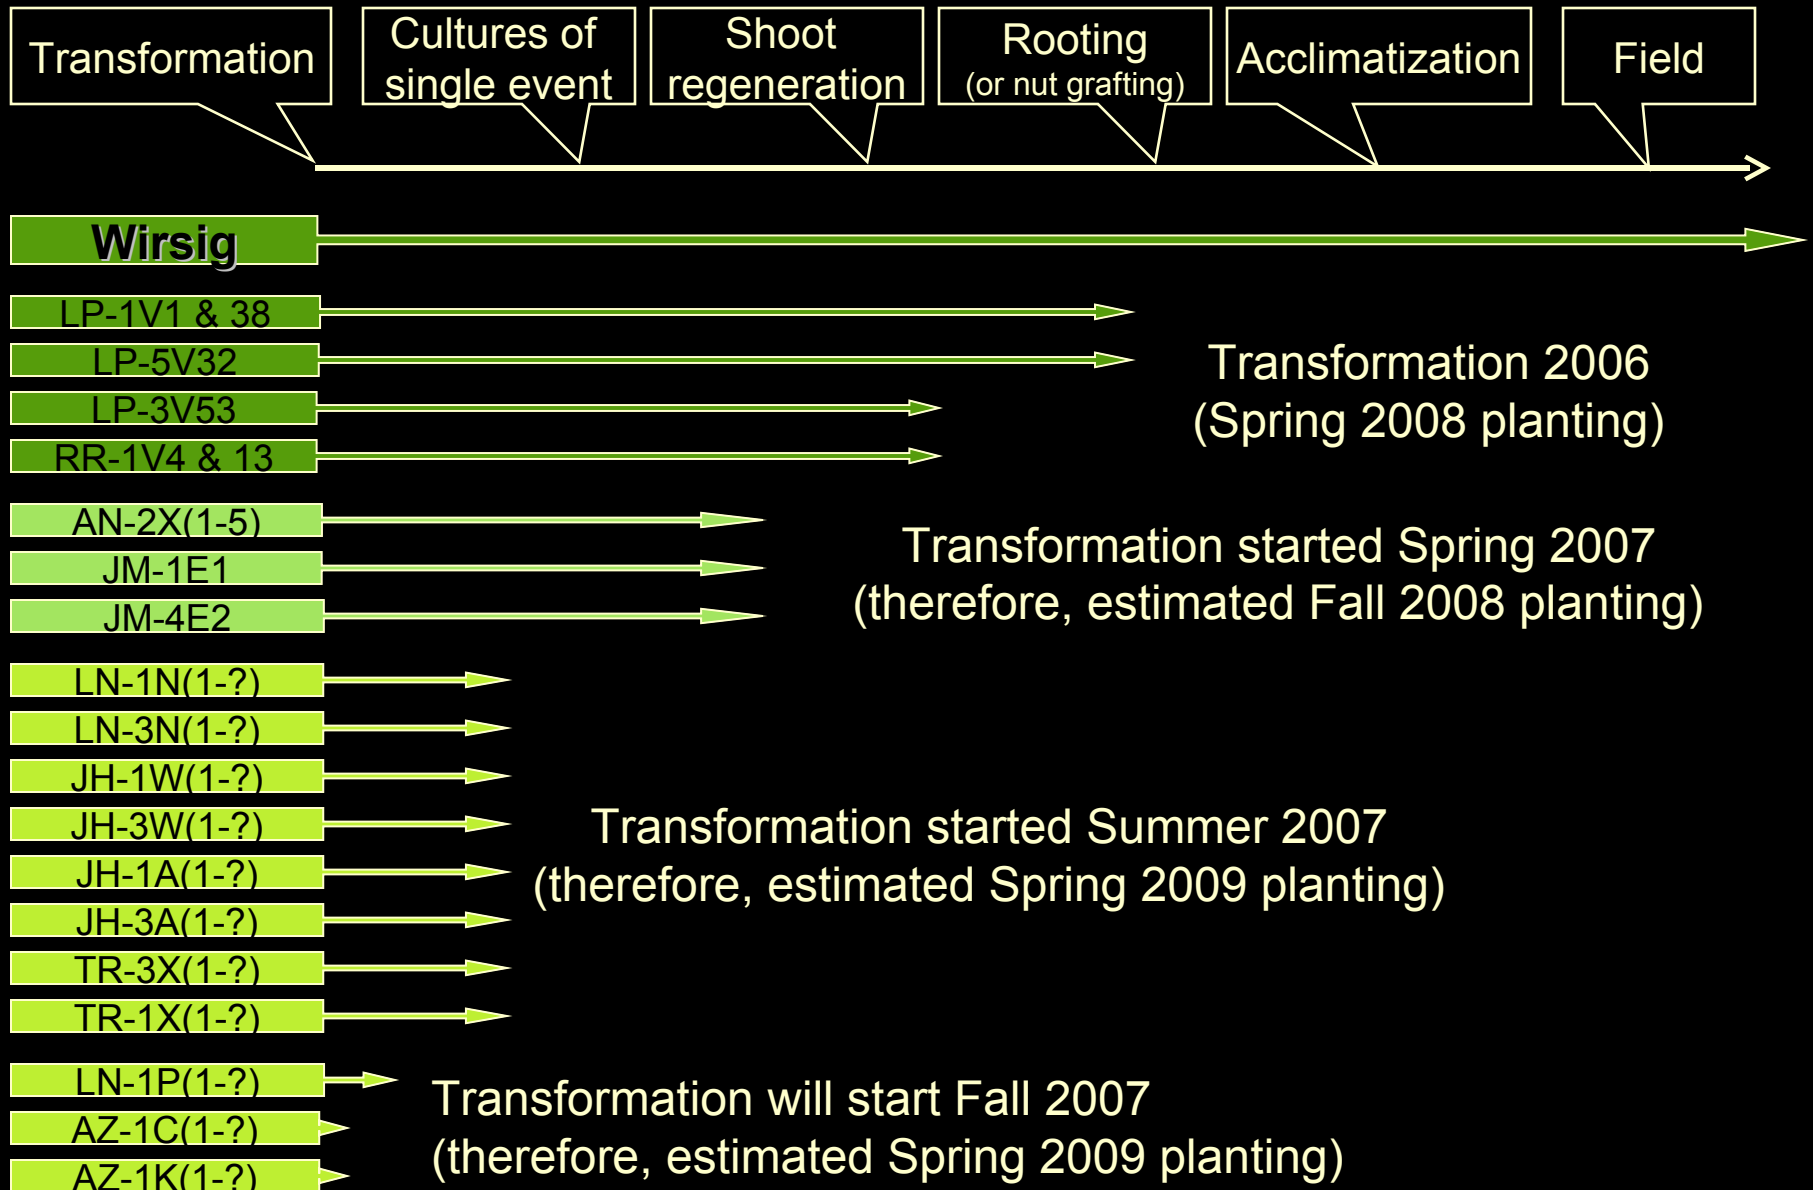 Transformation
Cultures of
single event
Shoot
regeneration
Rooting
(or nut grafting)
Acclimatization
Field
Wirsig
LP-1V1 & 38
LP-5V32
LP-3V53
RR-1V4 & 13
Transformation 2006
(Spring 2008 planting)
AN-2X(1-5)
JM-1E1
JM-4E2
Transformation started Spring 2007
(therefore, estimated Fall 2008 planting)
LN-1N(1-?)
LN-3N(1-?)
JH-1W(1-?)
JH-3W(1-?)
JH-1A(1-?)
JH-3A(1-?)
TR-3X(1-?)
TR-1X(1-?)
Transformation started Summer 2007
(therefore, estimated Spring 2009 planting)
LN-1P(1-?)
AZ-1C(1-?)
AZ-1K(1-?)
Transformation will start Fall 2007
(therefore, estimated Spring 2009 planting)